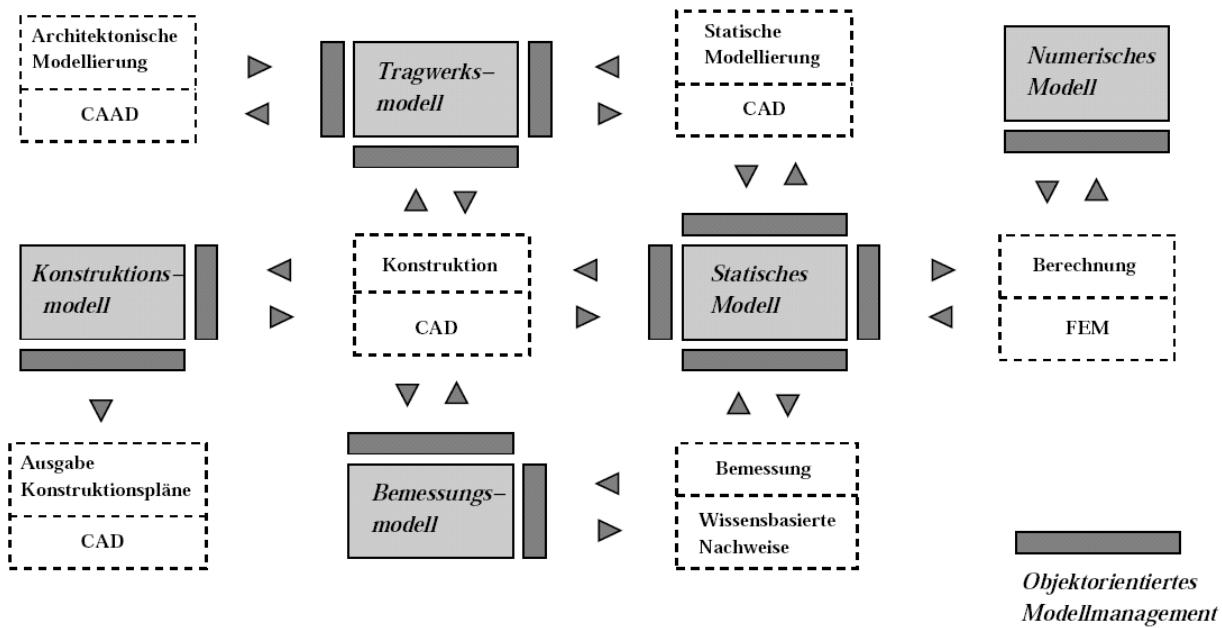 Architektonische
Modellierung
CAAD
Tragwerks–
modell
Statische
Modellierung
CAD
Numerisches
Modell
Konstruktions–
modell
Konstruktion
CAD
Statisches
Modell
Berechnung
FEM
Ausgabe
Konstruktionspläne
CAD
Bemessungs–
modell
Bemessung
Wissensbasierte
Nachweise
Objektorientiertes
Modellmanagement